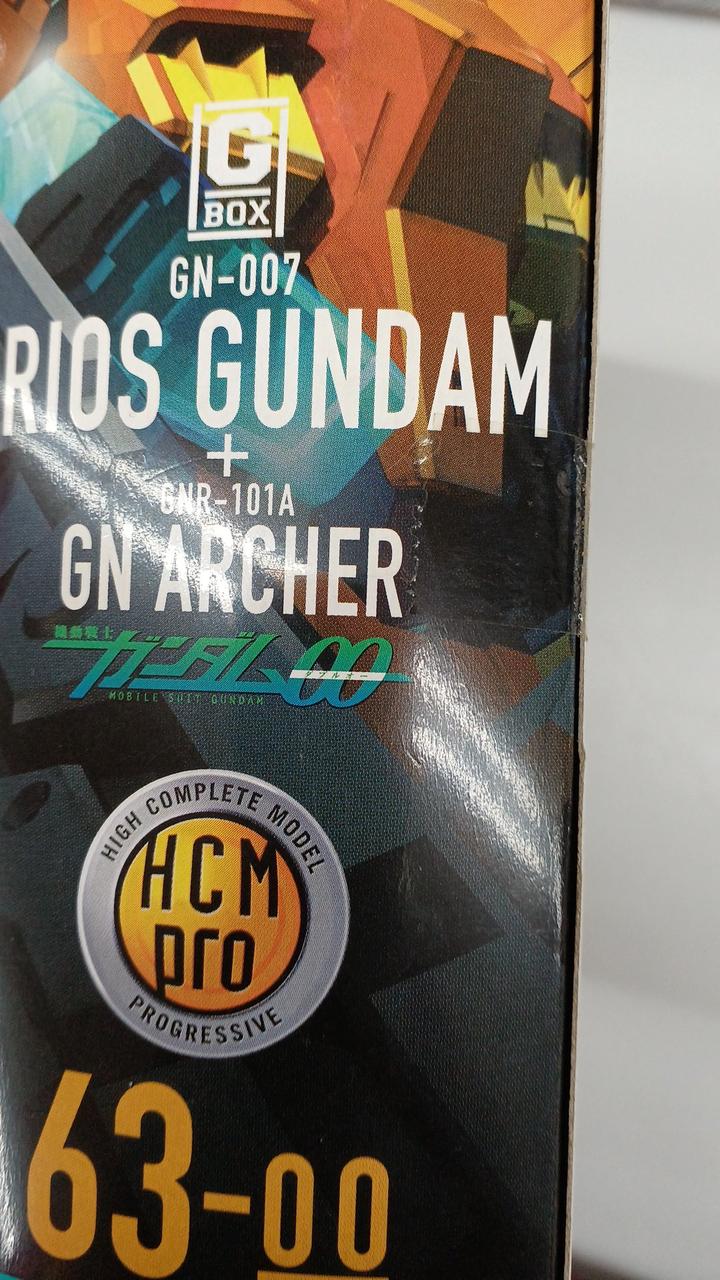 G
BOX
GN-007
RIOS GUNDAM
+
GNR-101A
GN ARCHER
機動戦士
ガンダム00
ダブルオー
MOBILE SUIT GUNDAM
HIGH COMPLETE MODEL
HCM
pro
PROGRESSIVE
63-00